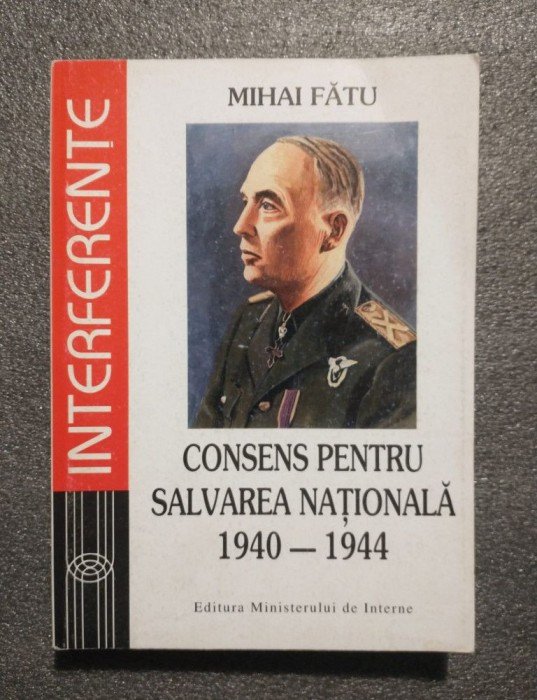 MIHAI FĂTU
INTERFERENȚE
CONSENS PENTRU
SALVAREA NAȚIONALĂ
1940 — 1944
Editura Ministerului de Interne